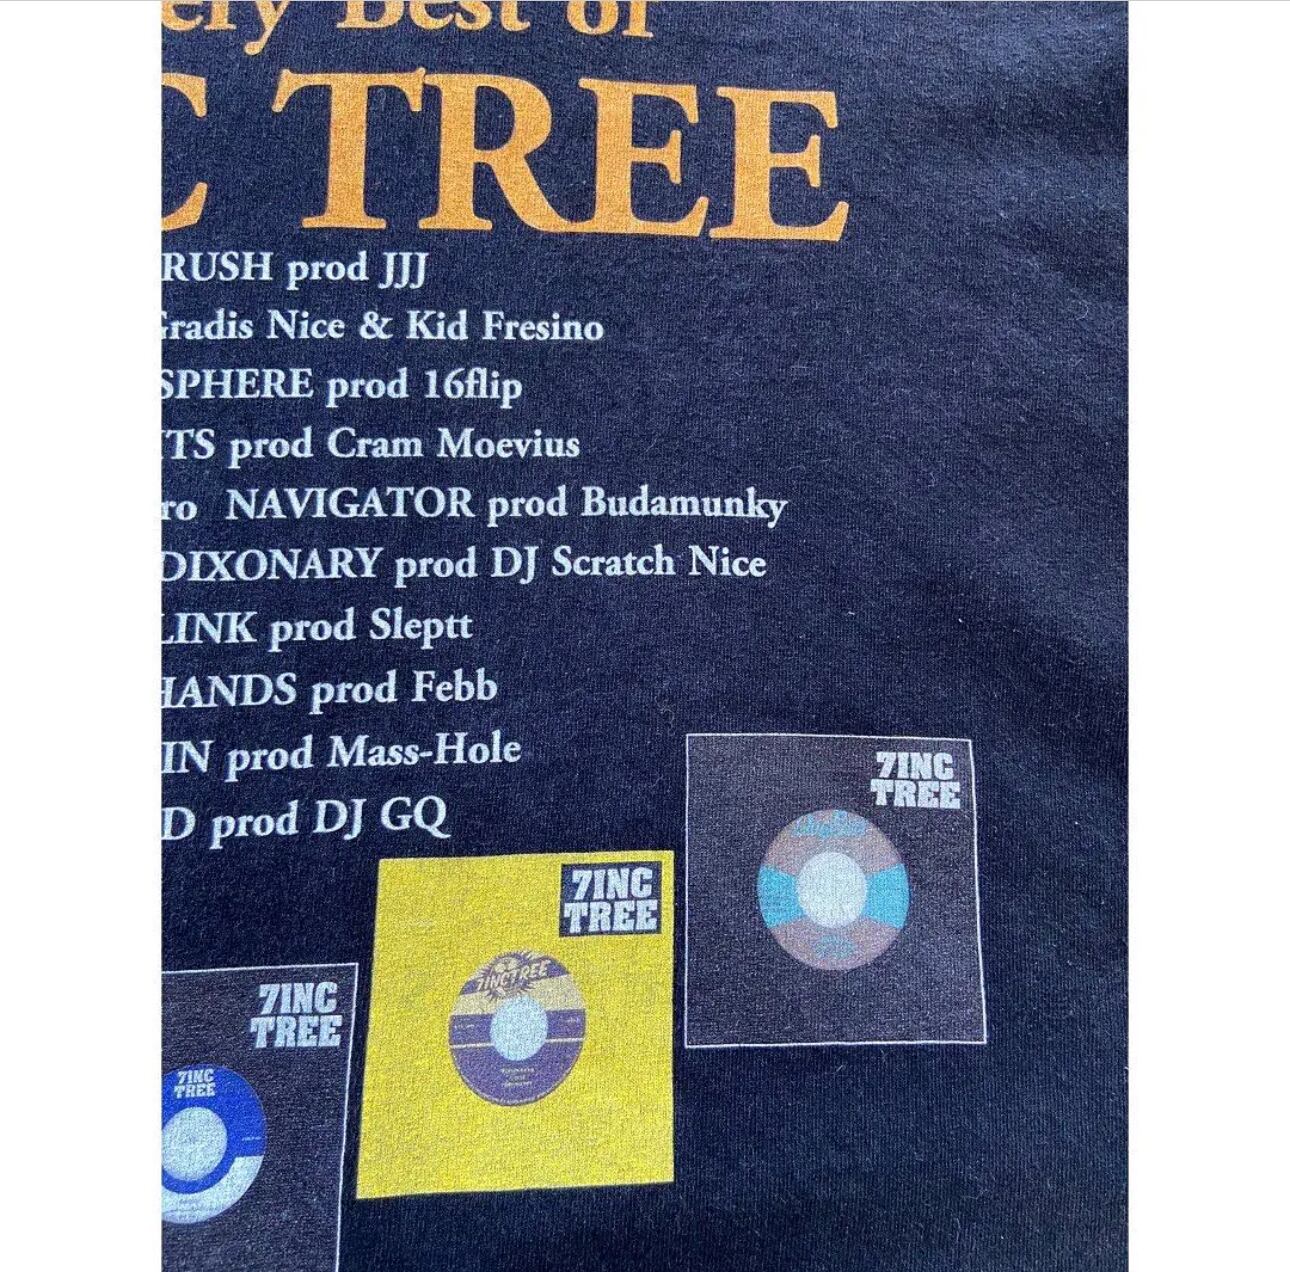 ery Best of
C TREE
RUSH prod JJJ
Gradis Nice & Kid Fresino
SPHERE prod 16flip
TS prod Cram Moevius
ro NAVIGATOR prod Budamunky
DIXONARY prod DJ Scratch Nice
LINK prod Sleptt
HANDS prod Febb
IN prod Mass-Hole
D prod DJ GQ
7INC
TREE
7INC
TREE
7INCTREE
7INC
TREE
7INC
TREE